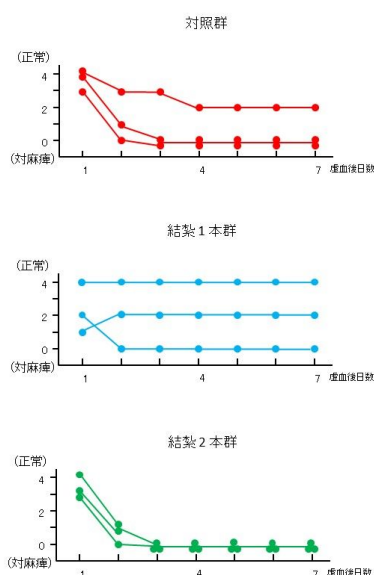 対照群
(正常)
4
2
0
(対麻痺)
1 4 7 虚血後日数
結紮1本群
(正常)
4
2
0
(対麻痺)
1 4 7 虚血後日数
結紮2本群
(正常)
4
2
0
(対麻痺)
1 4 7 虚血後日数